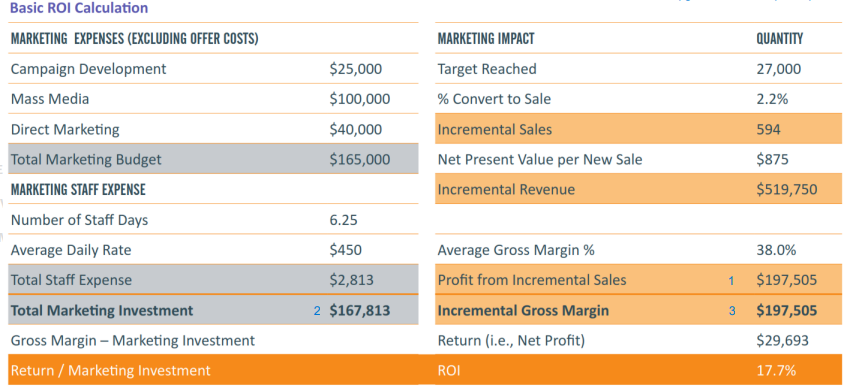 Basic ROI Calculation
MARKETING EXPENSES (EXCLUDING OFFER COSTS) MARKETING IMPACT QUANTITY
Campaign Development $25,000 Target Reached 27,000
Mass Media $100,000 % Convert to Sale 2.2%
Direct Marketing $40,000 Incremental Sales 594
Total Marketing Budget $165,000 Net Present Value per New Sale $875
MARKETING STAFF EXPENSE Incremental Revenue $519,750
Number of Staff Days 6.25
Average Daily Rate $450 Average Gross Margin % 38.0%
Total Staff Expense $2,813 Profit from Incremental Sales 1 $197,505
Total Marketing Investment 2 $167,813 Incremental Gross Margin 3 $197,505
Gross Margin – Marketing Investment Return (i.e., Net Profit) $29,693
Return / Marketing Investment ROI 17.7%